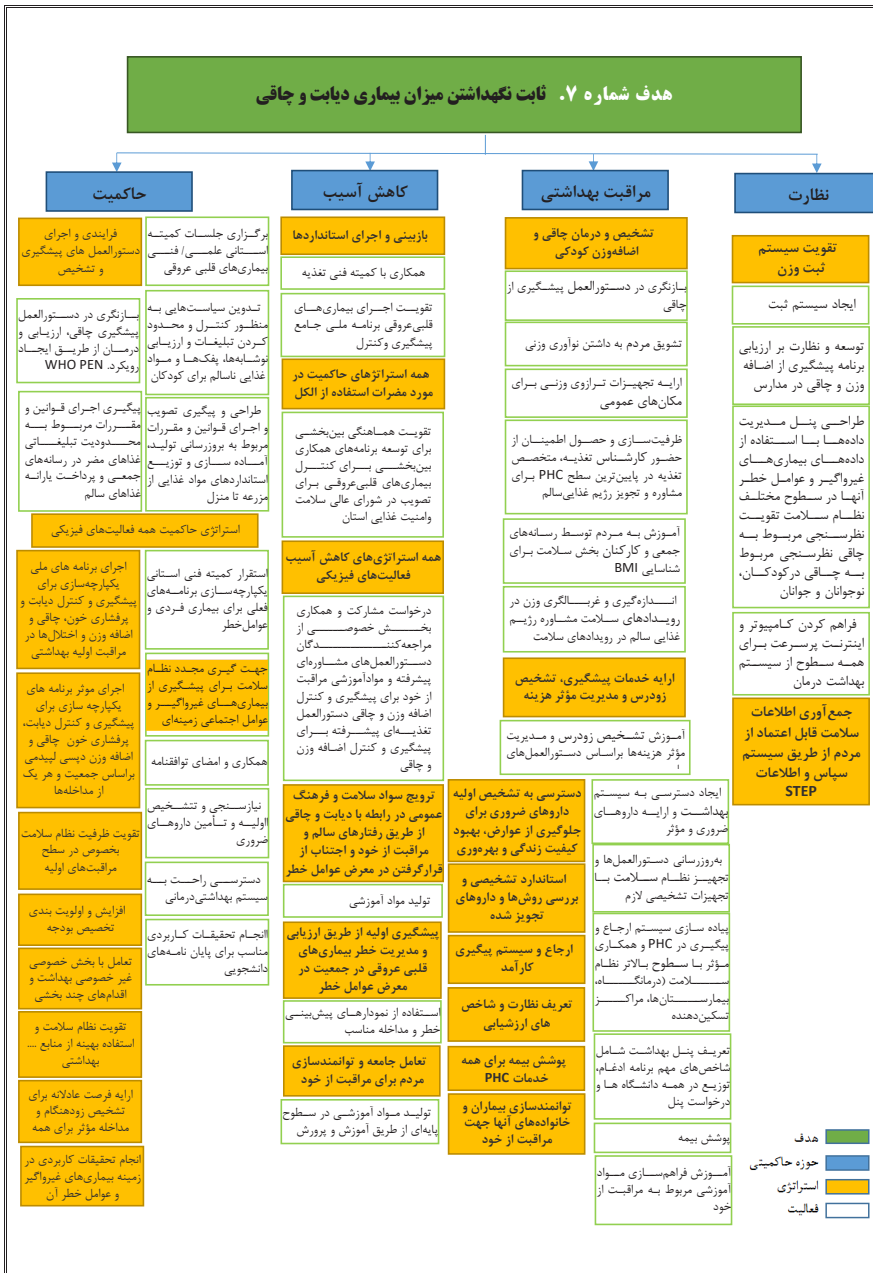 هدف شماره ۷. ثابت نگهداشتن میزان بیماری دیابت و چاقی
نظارت
تقویت سیستم
ثبت وزن
ایجاد سیستم ثبت
توسعه و نظارت بر ارزیابی
برنامه پیشگیری از اضافه
وزن و چاقی در مدارس
طراحی پنل مدیریت
داده‌ها با استفاده از
داده‌های بیماری‌های
غیرواگیر و عوامل خطر
آنها در سطوح مختلف
نظام سلامت تقویت
نظرسنجی مربوط به
چاقی نظرسنجی مربوط
به چاقی درکودکان،
نوجوانان و جوانان
فراهم کردن کامپیوتر و
اینترنت پرسرعت برای
همه سطوح از سیستم
بهداشت درمان
جمع‌آوری اطلاعات
سلامت قابل اعتماد از
مردم از طریق سیستم
سپاس و اطلاعات
STEP
مراقبت بهداشتی
تشخیص و درمان چاقی و
اضافه‌وزن کودکی
بازنگری در دستورالعمل پیشگیری از
چاقی
تشویق مردم به داشتن نوآوری وزنی
ارایه تجهیزات ترازوی وزنی برای
مکان‌های عمومی
ظرفیت‌سازی و حصول اطمینان از
حضور کارشناس تغذیه، متخصص
تغذیه در پایین‌ترین سطح PHC برای
مشاوره و تجویز رژیم غذایی‌سالم
آموزش به مردم توسط رسانه‌های
جمعی و کارکنان بخش سلامت برای
شناسایی BMI
اندازه‌گیری و غربالگری وزن در
رویدادهای سلامت مشاوره رژیم
غذایی سالم در رویدادهای سلامت
ارایه خدمات پیشگیری، تشخیص
زودرس و مدیریت مؤثر هزینه
آموزش تشخیص زودرس و مدیریت
مؤثر هزینه‌ها براساس دستورالعمل‌های
ایجاد دسترسی به سیستم
بهداشت و ارایه داروهای
ضروری و مؤثر
به‌روزرسانی دستورالعمل‌ها و
تجهیز نظام سلامت با
تجهیزات تشخیصی لازم
پیاده سازی سیستم ارجاع و
پیگیری در PHC و همکاری
مؤثر با سطوح بالاتر نظام
سلامت (درمانگاه،
بیمارستان‌ها، مراکز
تسکین‌دهنده
تعریف پنل بهداشت شامل
شاخص‌های مهم برنامه ادغام،
توزیع در همه دانشگاه ها و
درخواست پنل
پوشش بیمه
آموزش فراهم‌سازی مواد
آموزشی مربوط به مراقبت از
خود
دسترسی به تشخیص اولیه
داروهای ضروری برای
جلوگیری از عوارض، بهبود
کیفیت زندگی و بهره‌وری
استاندارد تشخیصی و
بررسی روش‌ها و داروهای
تجویز شده
ارجاع و سیستم پیگیری
کارآمد
تعریف نظارت و شاخص
های ارزشیابی
پوشش بیمه برای همه
خدمات PHC
توانمندسازی بیماران و
خانواده‌های آنها جهت
مراقبت از خود
کاهش آسیب
بازبینی و اجرای استانداردها
همکاری با کمیته فنی تغذیه
تقویت اجرای بیماری‌های
قلبی‌عروقی برنامه ملی جامع
پیشگیری وکنترل
همه استراتژهای حاکمیت در
مورد مضرات استفاده از الکل
تقویت هماهنگی بین‌بخشی
برای توسعه برنامه‌های همکاری
بین‌بخشی برای کنترل
بیماری‌های قلبی‌عروقی برای
تصویب در شورای عالی سلامت
وامنیت غذایی استان
همه استراتژی‌های کاهش آسیب
فعالیت‌های فیزیکی
درخواست مشارکت و همکاری
بخش خصوصی از
مراجعه‌کنندگان
دستورالعمل‌های مشاوره‌ای
پیشرفته و موادآموزشی مراقبت
از خود برای پیشگیری و کنترل
اضافه وزن و چاقی دستورالعمل
تغذیه‌ای پیشرفته برای
پیشگیری و کنترل اضافه وزن
و چاقی
ترویج سواد سلامت و فرهنگ
عمومی در رابطه با دیابت و چاقی
از طریق رفتارهای سالم و
مراقبت از خود و اجتناب از
قرارگرفتن در معرض عوامل خطر
تولید مواد آموزشی
پیشگیری اولیه از طریق ارزیابی
و مدیریت خطر بیماری‌های
قلبی عروقی در جمعیت در
معرض عوامل خطر
استفاده از نمودارهای پیش‌بینی
خطر و مداخله مناسب
تعامل جامعه و توانمندسازی
مردم برای مراقبت از خود
تولید مواد آموزشی در سطوح
پایه‌ای از طریق آموزش و پرورش
حاکمیت
برگزاری جلسات کمیته
استانی علمی/ فنی
بیماری‌های قلبی عروقی
تدوین سیاست‌هایی به
منظور کنترل و محدود
کردن تبلیغات و ارزیابی
نوشابه‌ها، پفک‌ها و مواد
غذایی ناسالم برای کودکان
طراحی و پیگیری تصویب
و اجرای قوانین و مقررات
مربوط به بروزرسانی تولید،
آماده سازی و توزیع
استانداردهای مواد غذایی از
مزرعه تا منزل
فرایندی و اجرای
دستورالعمل های پیشگیری
و تشخیص
بازنگری در دستورالعمل
پیشگیری چاقی، ارزیابی و
درمان از طریق ایجاد
رویکرد. WHO PEN
پیگیری اجرای قوانین و
مقررات مربوط به
محدودیت تبلیغاتی
غذاهای مضر در رسانه‌های
جمعی و پرداخت یارانه
غذاهای سالم
استراتژی حاکمیت همه فعالیت‌های فیزیکی
استقرار کمیته فنی استانی
یکپارچه‌سازی برنامه‌های
فعلی برای بیماری فردی و
عوامل‌خطر
جهت گیری مجدد نظام
سلامت برای پیشگیری از
بیماری‌های غیرواگیر و
عوامل اجتماعی زمینه‌ای
همکاری و امضای توافقنامه
نیازسنجی و تتشخیص
ااولیه و تأمین داروهای
ضروری
دسترسی راحت به
سیستم بهداشتی‌درمانی
اانجام تحقیقات کاربردی
مناسب برای پایان نامه‌های
دانشجویی
اجرای برنامه های ملی
یکپارچه‌سازی برای
پیشگیری و کنترل دیابت و
پرفشاری خون، چاقی و
اضافه وزن و اختلال‌ها در
مراقبت اولیه بهداشتی
اجرای موثر برنامه های
یکپارچه سازی برای
پیشگیری و کنترل دیابت،
پرفشاری خون چاقی و
اضافه وزن دیسی لیپدمی
براساس جمعیت و هر یک
از مداخله‌ها
تقویت ظرفیت نظام سلامت
بخصوص در سطح
مراقبت‌های اولیه
افزایش و اولویت بندی
تخصیص بودجه
تعامل با بخش خصوصی
غیر خصوصی بهداشت و
اقدام‌های چند بخشی
تقویت نظام سلامت و
استفاده بهینه از منابع ....
بهداشتی
ارایه فرصت عادلانه برای
تشخیص زودهنگام و
مداخله مؤثر برای همه
انجام تحقیقات کاربردی در
زمینه بیماری‌های غیرواگیر
و عوامل خطر آن
هدف
حوزه حاکمیتی
استراتژی
فعالیت